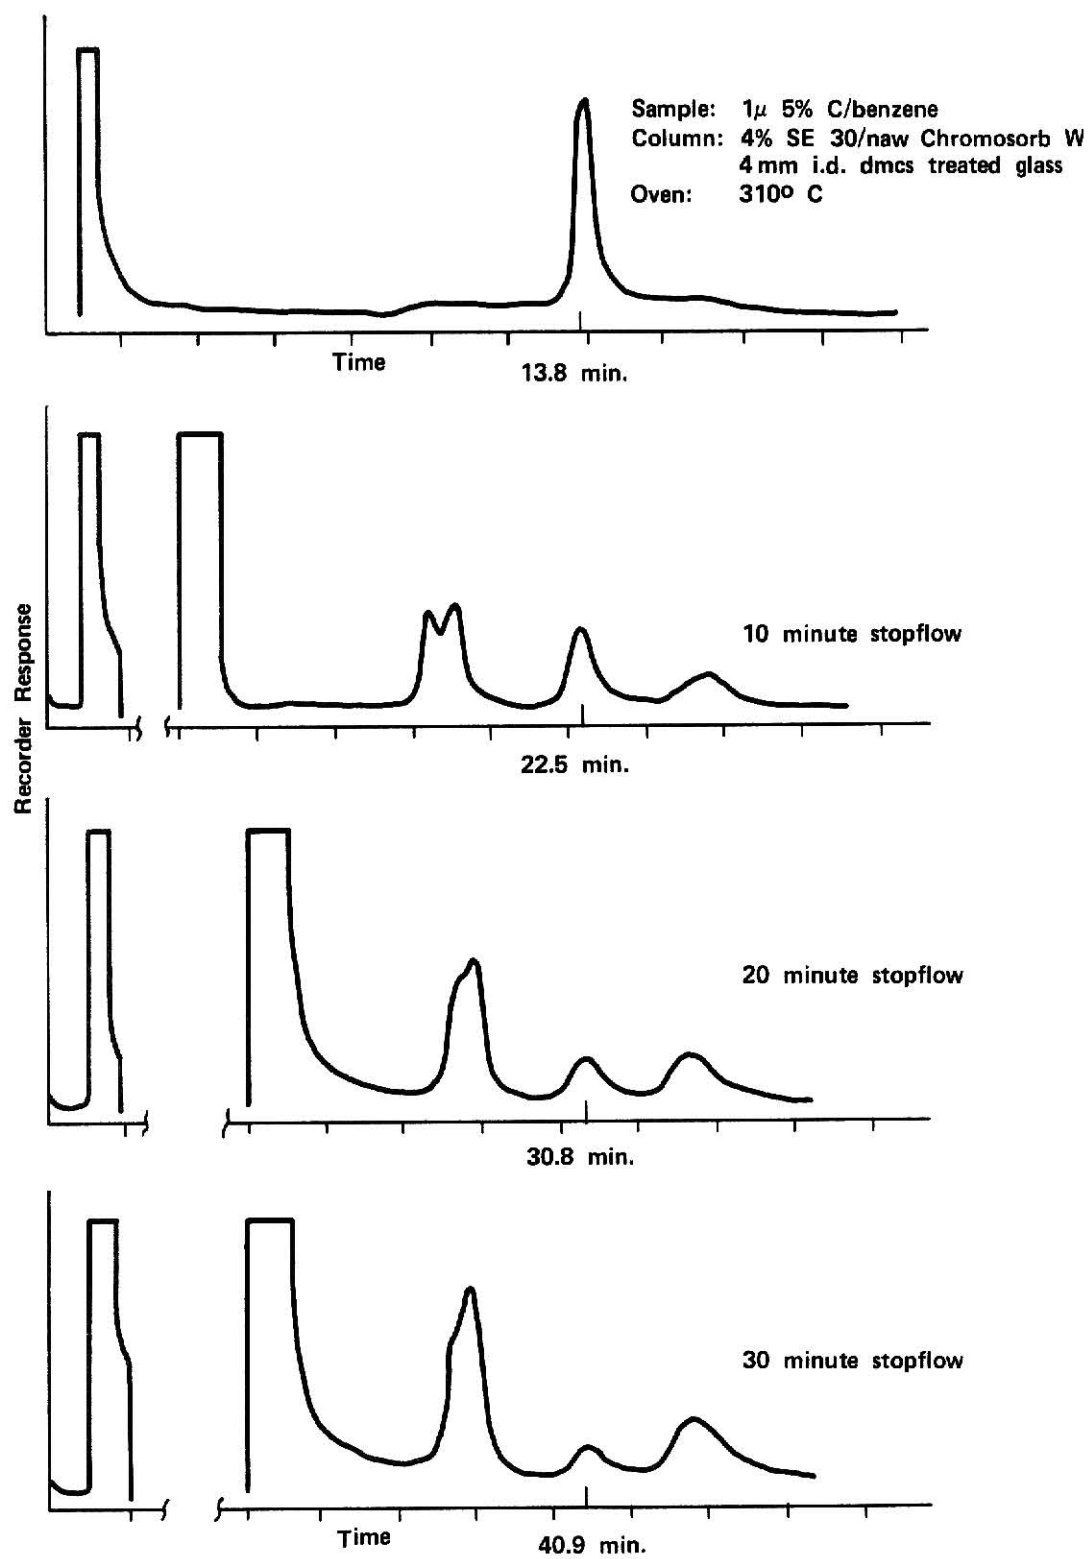 Sample: 1μ 5% C/benzene
Column: 4% SE 30/naw Chromosorb W
4 mm i.d. dmcs treated glass
Oven: 310º C
Time
13.8 min.
Recorder Response
10 minute stopflow
22.5 min.
20 minute stopflow
30.8 min.
30 minute stopflow
Time
40.9 min.